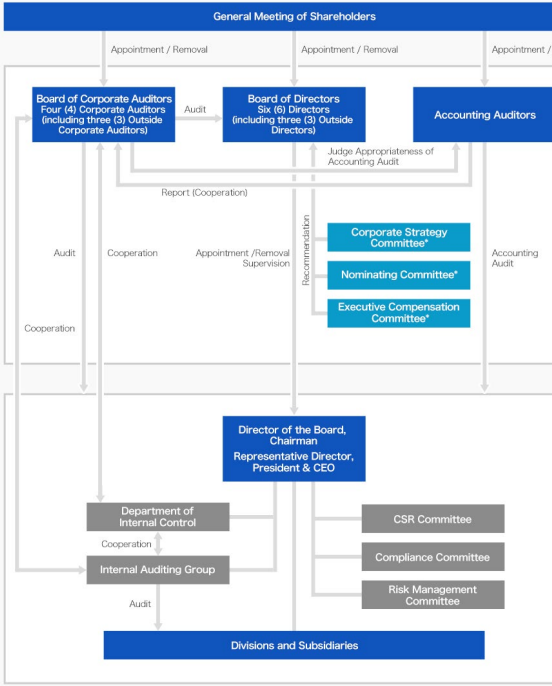 General Meeting of Shareholders
Appointment / Removal
Appointment / Removal
Appointment /
Board of Corporate Auditors
Four (4) Corporate Auditors
(including three (3) Outside
Corporate Auditors)
Audit
Board of Directors
Six (6) Directors
(including three (3) Outside
Directors)
Accounting Auditors
Judge Appropriateness of
Accounting Audit
Report (Cooperation)
Recommendation
Corporate Strategy
Committee*
Audit
Cooperation
Appointment /Removal
Supervision
Accounting
Audit
Nominating Committee*
Executive Compensation
Committee*
Cooperation
Director of the Board,
Chairman
Representative Director,
President & CEO
Department of
Internal Control
CSR Committee
Cooperation
Compliance Committee
Internal Auditing Group
Risk Management
Committee
Audit
Divisions and Subsidiaries